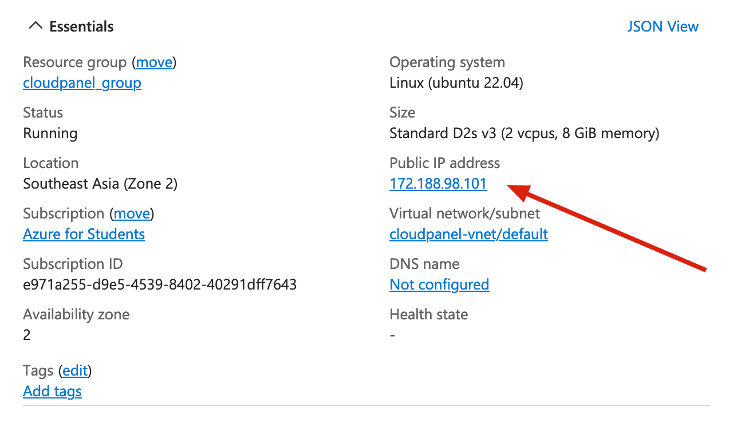 Essentials
JSON View
Resource group (move)
cloudpanel_group
Status
Running
Location
Southeast Asia (Zone 2)
Subscription (move)
Azure for Students
Subscription ID
e971a255-d9e5-4539-8402-40291dff7643
Availability zone
2
Operating system
Linux (ubuntu 22.04)
Size
Standard D2s v3 (2 vcpus, 8 GiB memory)
Public IP address
172.188.98.101
Virtual network/subnet
cloudpanel-vnet/default
DNS name
Not configured
Health state
-
Tags (edit)
Add tags